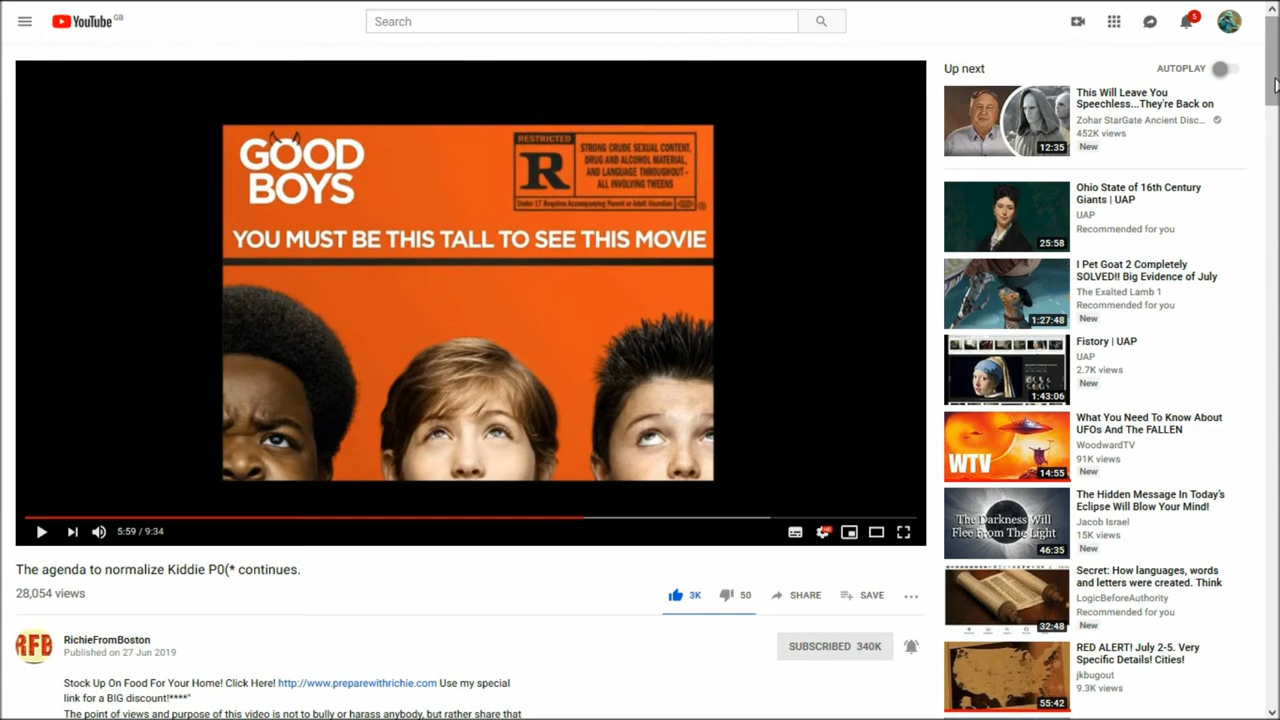 YouTube GB
Search
5
GOOD
BOYS
RESTRICTED
R
STRONG CRUDE SEXUAL CONTENT,
DRUG AND ALCOHOL MATERIAL,
AND LANGUAGE THROUGHOUT -
ALL INVOLVING TWEENS
Under 17 Requires Accompanying Parent or Adult Guardian
®
YOU MUST BE THIS TALL TO SEE THIS MOVIE
5:59 / 9:34
HD
The agenda to normalize Kiddie P0(* continues.
28,054 views
3K
50
SHARE
SAVE
RFB
RichieFromBoston
Published on 27 Jun 2019
SUBSCRIBED 340K
Stock Up On Food For Your Home! Click Here! http://www.preparewithrichie.com Use my special
link for a BIG discount!****"
The point of views and purpose of this video is not to bully or harass anybody, but rather share that
Up next
AUTOPLAY
12:35
This Will Leave You
Speechless...They're Back on
Zohar StarGate Ancient Disc...
452K views
New
25:58
Ohio State of 16th Century
Giants | UAP
UAP
Recommended for you
1:27:48
I Pet Goat 2 Completely
SOLVED!! Big Evidence of July
The Exalted Lamb 1
Recommended for you
New
1:43:06
Fistory | UAP
UAP
2.7K views
New
WTV
14:55
What You Need To Know About
UFOs And The FALLEN
WoodwardTV
91K views
New
The Darkness Will
Flee From The Light
46:35
The Hidden Message In Today's
Eclipse Will Blow Your Mind!
Jacob Israel
15K views
New
32:48
Secret: How languages, words
and letters were created. Think
LogicBeforeAuthority
Recommended for you
New
55:42
RED ALERT! July 2-5. Very
Specific Details! Cities!
jkbugout
9.3K views